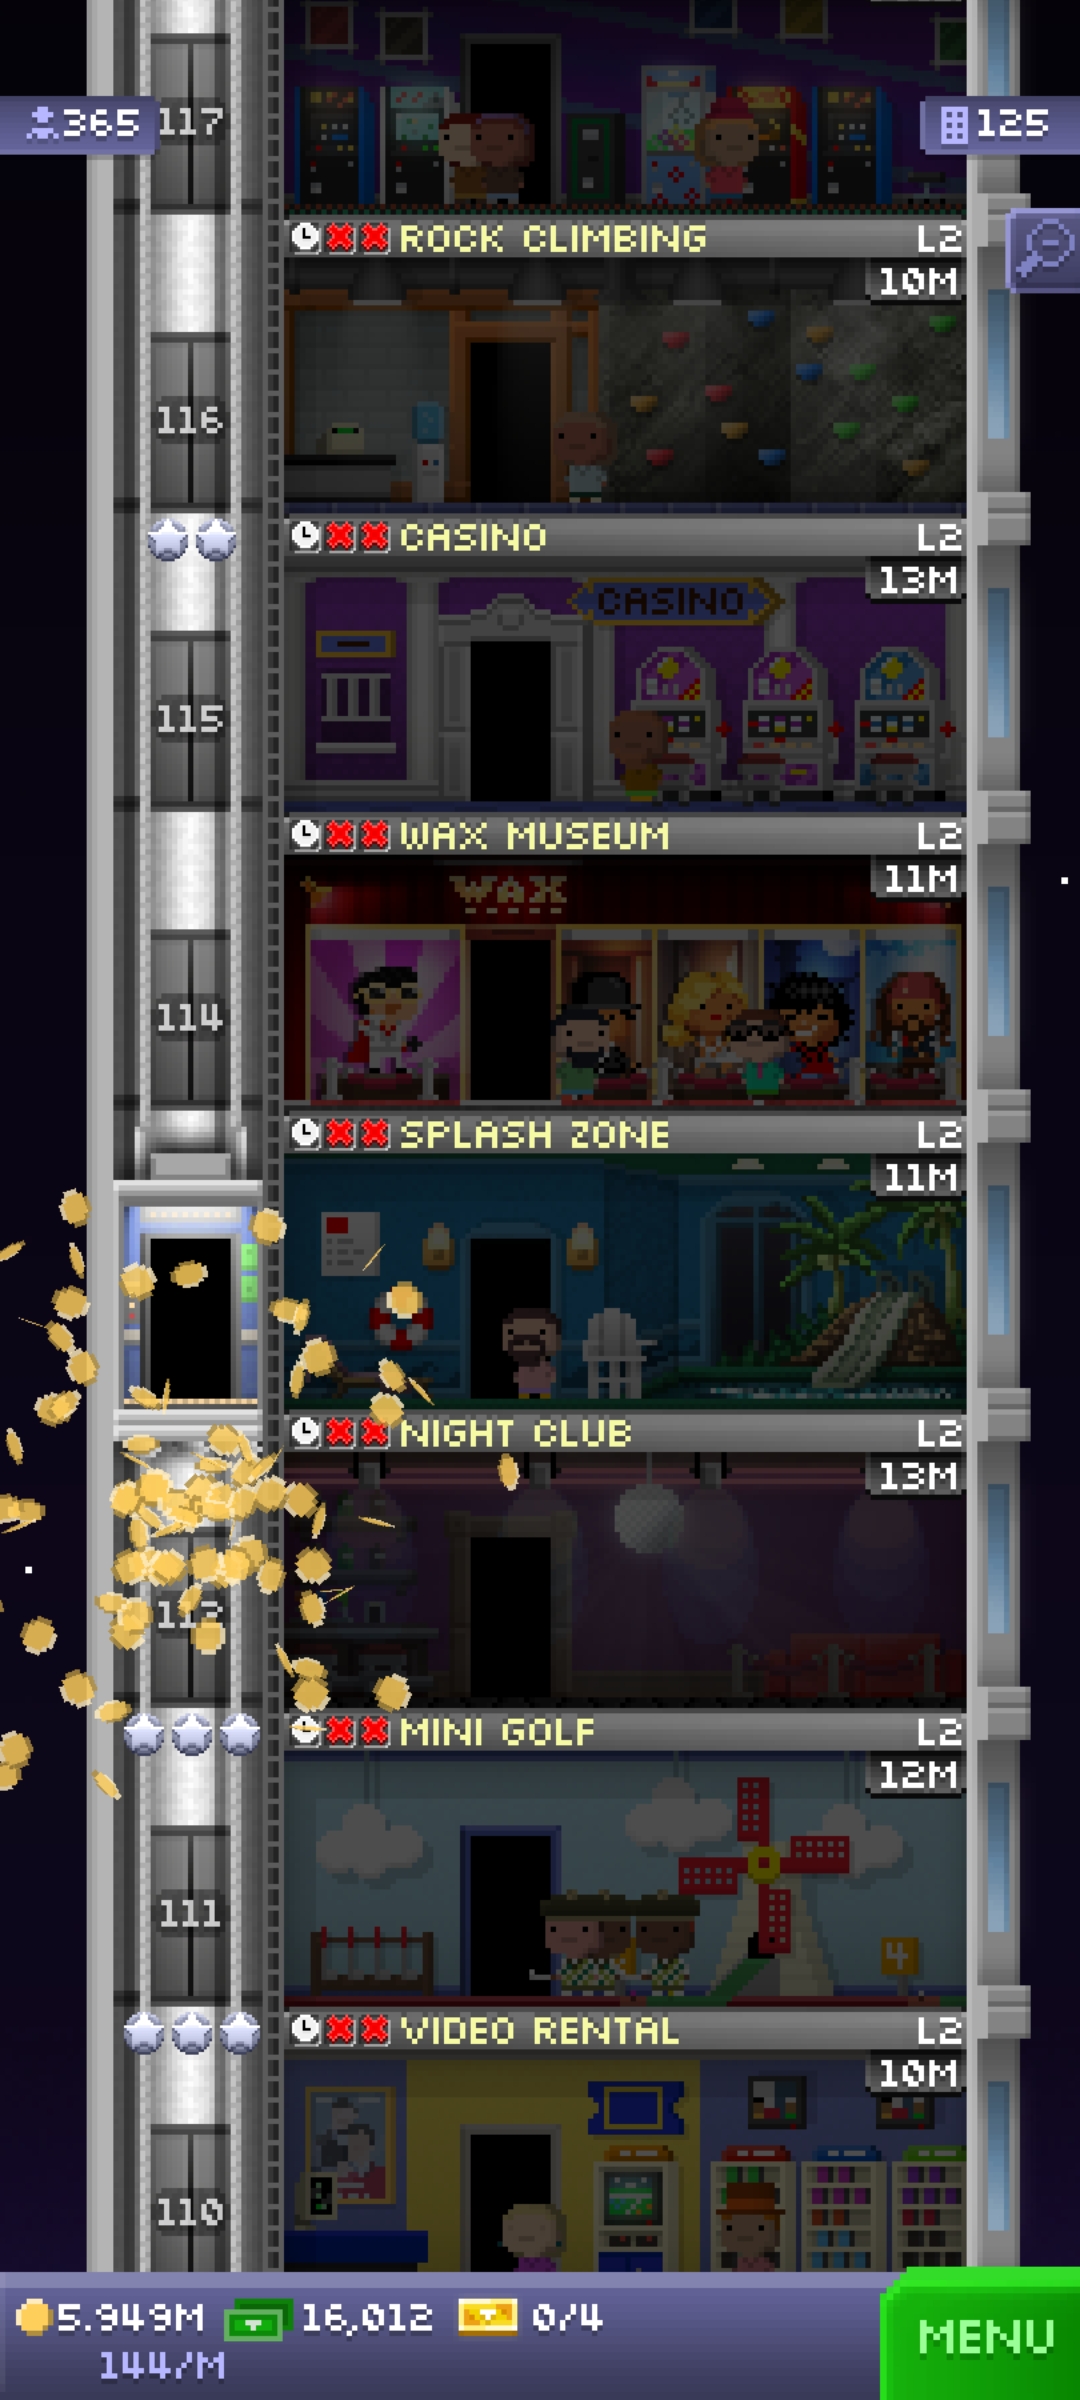 365
117
125
ROCK CLIMBING
L2
10M
116
CASINO
L2
13M
CASINO
115
WAX MUSEUM
L2
11M
WAX
114
SPLASH ZONE
L2
11M
NIGHT CLUB
L2
13M
112
MINI GOLF
L2
12M
4
111
VIDEO RENTAL
L2
10M
110
5.949M
16,012
0/4
144/M
MENU